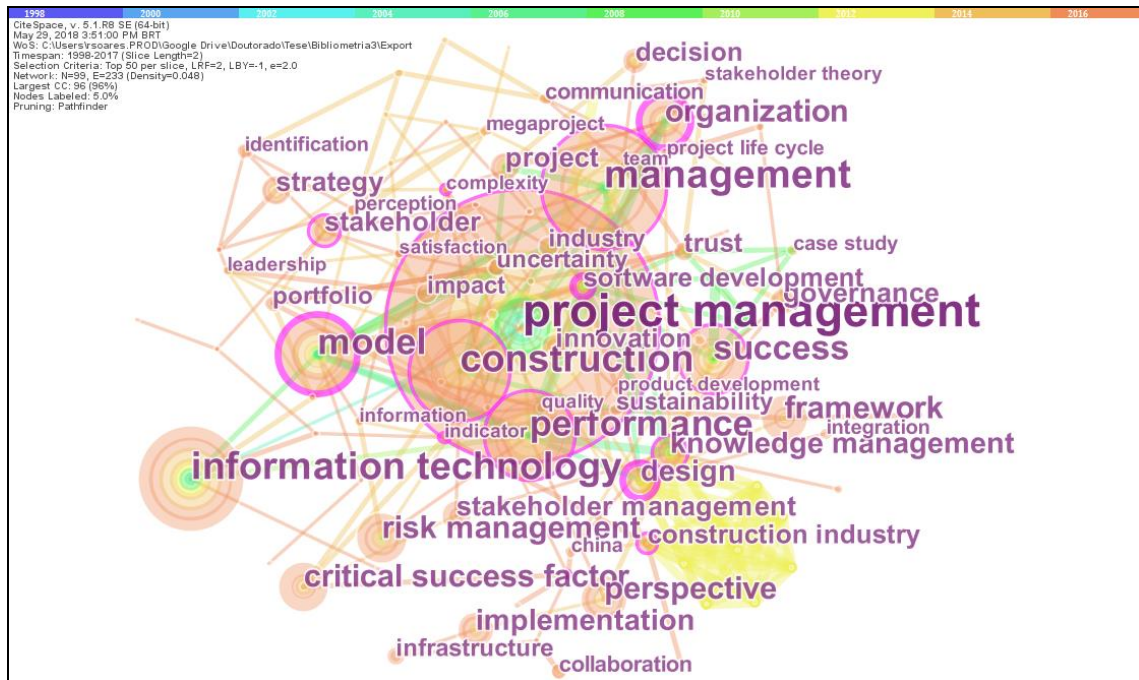 1998 2000 2002 2004 2006 2008 2010 2012 2014 2016
CiteSpace, v. 5.1.R8 SE (64-bit)
May 29, 2018 3:51:00 PM BRT
WoS: C:\Users\rsoares.PROD\Google Drive\Doutorado\Tese\Bibliometria3\Export
Timespan: 1998-2017 (Slice Length=2)
Selection Criteria: Top 50 per slice, LRF=2, LBY=-1, e=2.0
Network: N=99, E=233 (Density=0.048)
Largest CC: 96 (96%)
Nodes Labeled: 5.0%
Pruning: Pathfinder
decision
stakeholder theory
communication
organization
megaproject
identification
project
team
project life cycle
management
strategy
complexity
perception
stakeholder
satisfaction
industry
trust
case study
leadership
uncertainty
software development
portfolio
impact
governance
project management
model
innovation
construction
success
product development
information
indicator
quality
sustainability
framework
performance
integration
knowledge management
information technology
design
stakeholder management
risk management
china
construction industry
critical success factor
perspective
implementation
infrastructure
collaboration